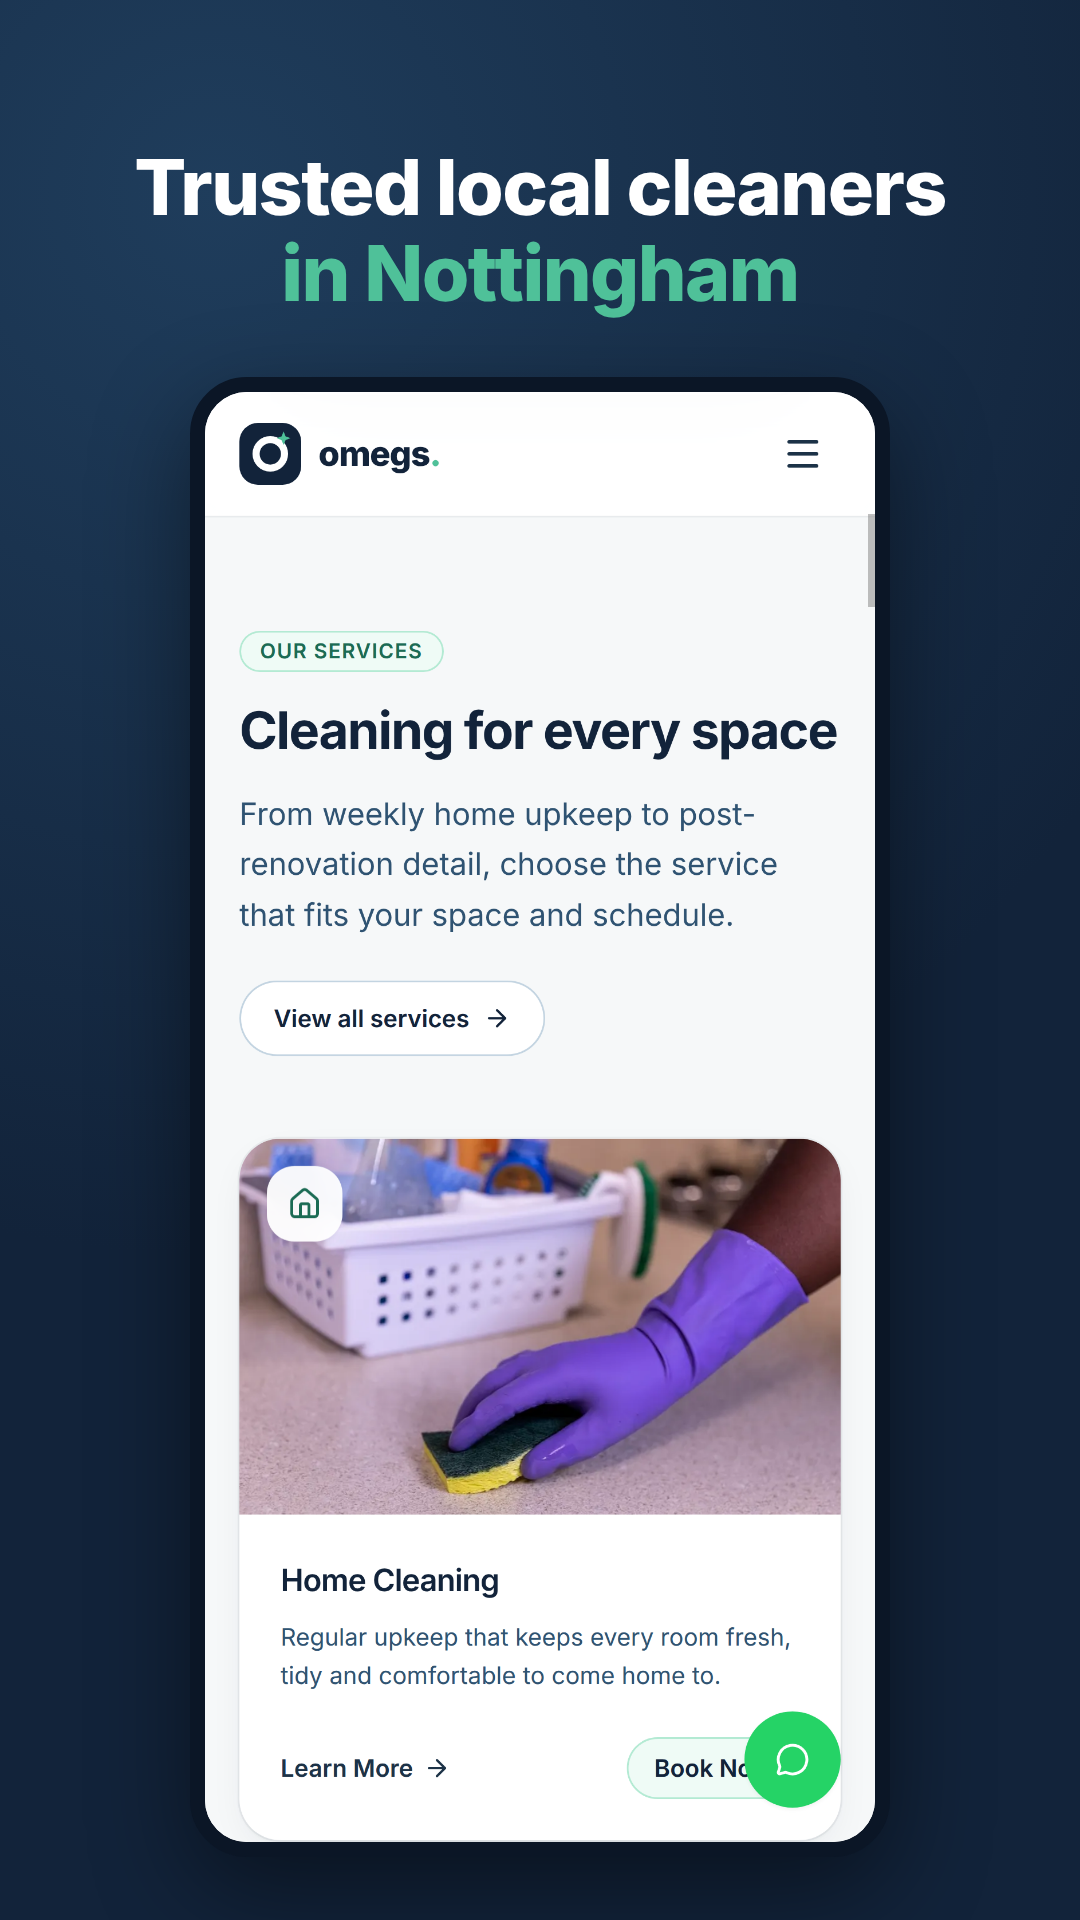 Trusted local cleaners
in Nottingham
omegs.
OUR SERVICES
Cleaning for every space
From weekly home upkeep to post-
renovation detail, choose the service
that fits your space and schedule.
View all services
Home Cleaning
Regular upkeep that keeps every room fresh,
tidy and comfortable to come home to.
Learn More
Book